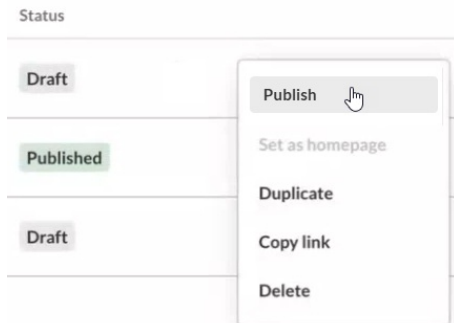 Status
Draft
Published
Draft
Publish
Set as homepage
Duplicate
Copy link
Delete